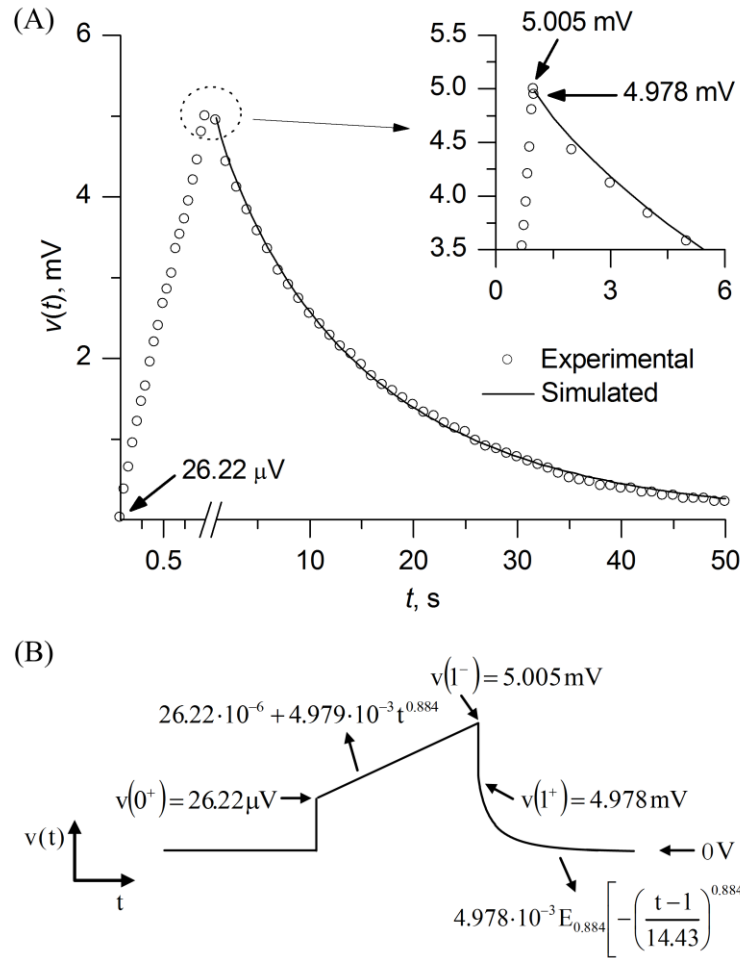 (A)
6
4
2
v(t), mV
0.5
10
20
30
40
50
t, s
26.22 μV
5.5
5.0
4.5
4.0
3.5
0
3
6
5.005 mV
4.978 mV
Experimental
Simulated
(B)
v(1⁻) = 5.005 mV
26.22·10⁻⁶ + 4.979·10⁻³ t^0.884
v(0⁺) = 26.22 μV
v(1⁺) = 4.978 mV
v(t)
t
0 V
4.978·10⁻³ E_0.884 [ −( (t−1) / 14.43 )^0.884